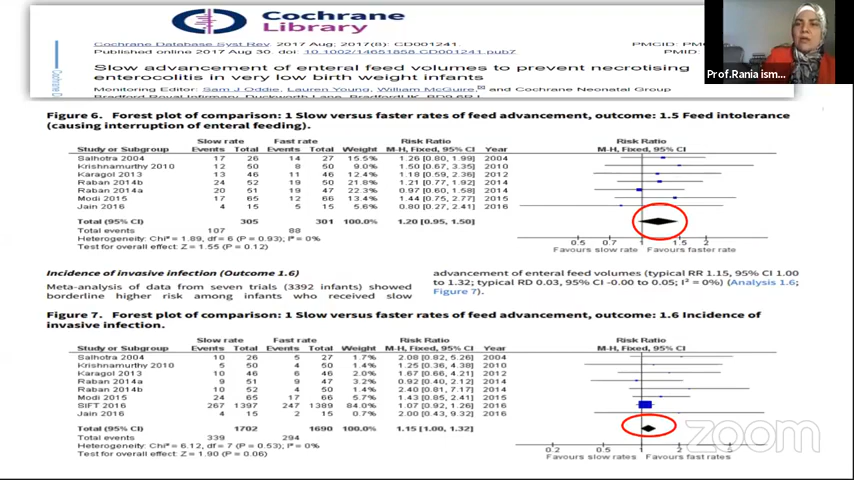 Cochrane
Library
Cochrane Database Syst Rev. 2017 Aug; 2017(8): CD001241.
PMCID: PM
Published online 2017 Aug 30. doi: 10.1002/14651858.CD001241.pub7
PMID:
Slow advancement of enteral feed volumes to prevent necrotising
enterocolitis in very low birth weight infants
Monitoring Editor: Sam J Oddie, Lauren Young, William McGuire, and Cochrane Neonatal Group
Prof.Rania ism...
Figure 6. Forest plot of comparison: 1 Slow versus faster rates of feed advancement, outcome: 1.5 Feed intolerance
(causing interruption of enteral feeding).
Slow rate Fast rate Risk Ratio Risk Ratio
Study or Subgroup Events Total Events Total Weight M-H, Fixed, 95% CI Year M-H, Fixed, 95% CI
Salhotra 2004 17 26 14 27 15.5% 1.26 [0.80, 1.99] 2004
Krishnamurthy 2010 12 50 8 50 9.0% 1.50 [0.67, 3.35] 2010
Karagol 2013 13 46 11 46 12.4% 1.18 [0.59, 2.36] 2012
Raban 2014b 24 52 19 50 21.8% 1.21 [0.77, 1.92] 2014
Raban 2014a 20 51 19 47 22.3% 0.97 [0.60, 1.58] 2014
Modi 2015 17 65 12 66 13.4% 1.44 [0.75, 2.77] 2015
Jain 2016 4 15 5 15 5.6% 0.80 [0.27, 2.41] 2016
Total (95% CI) 305 301 100.0% 1.20 [0.95, 1.50]
Total events 107 88
Heterogeneity: Chi² = 1.89, df = 6 (P = 0.93); I² = 0%
Test for overall effect: Z = 1.55 (P = 0.12)
0.5 0.7 1 1.5 2
Favours slow rate Favours faster rate
Incidence of invasive infection (Outcome 1.6)
Meta-analysis of data from seven trials (3392 infants) showed
borderline higher risk among infants who received slow
advancement of enteral feed volumes (typical RR 1.15, 95% CI 1.00
to 1.32; typical RD 0.03, 95% CI -0.00 to 0.05; I² = 0%) (Analysis 1.6;
Figure 7).
Figure 7. Forest plot of comparison: 1 Slow versus faster rates of feed advancement, outcome: 1.6 Incidence of
invasive infection.
Slow rate Fast rate Risk Ratio Risk Ratio
Study or Subgroup Events Total Events Total Weight M-H, Fixed, 95% CI Year M-H, Fixed, 95% CI
Salhotra 2004 10 26 5 27 1.7% 2.08 [0.82, 5.26] 2004
Krishnamurthy 2010 5 50 4 50 1.4% 1.25 [0.36, 4.38] 2010
Karagol 2013 10 46 6 46 2.0% 1.67 [0.66, 4.21] 2013
Raban 2014a 9 51 9 47 3.2% 0.92 [0.40, 2.12] 2014
Raban 2014b 10 52 4 50 1.4% 2.40 [0.81, 7.17] 2014
Modi 2015 25 65 17 66 5.8% 1.43 [0.85, 2.41] 2015
SIFT 2016 267 1397 247 1389 84.0% 1.07 [0.92, 1.26] 2016
Jain 2016 4 15 2 15 0.7% 2.00 [0.43, 9.32] 2016
Total (95% CI) 1702 1690 100.0% 1.15 [1.00, 1.32]
Total events 339 294
Heterogeneity: Chi² = 6.12, df = 7 (P = 0.53); I² = 0%
Test for overall effect: Z = 1.90 (P = 0.06)
0.2 0.5 1 2
Favours slow rates Favours fast rates
zoom